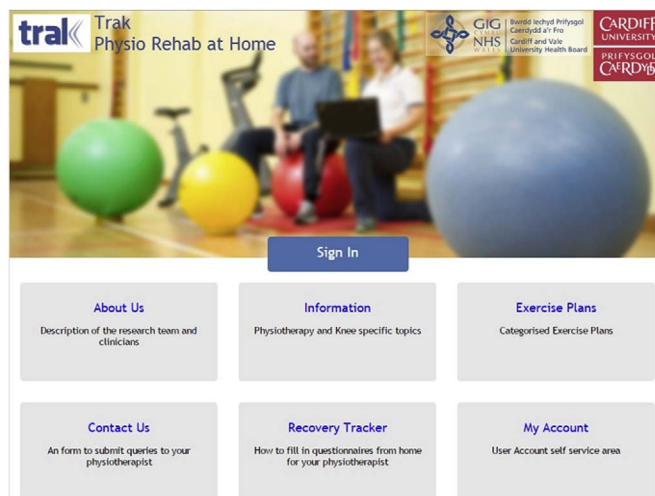 trak
Trak
Physio Rehab at Home
GIG
CYMRU
NHS
WALES
Bwrdd Iechyd Prifysgol
Caerdydd a'r Fro
Cardiff and Vale
University Health Board
CARDIFF
UNIVERSITY
PRIFYSGOL
CAERDYDD
Sign In
About Us
Description of the research team and
clinicians
Information
Physiotherapy and Knee specific topics
Exercise Plans
Categorised Exercise Plans
Contact Us
An form to submit queries to your
physiotherapist
Recovery Tracker
How to fill in questionnaires from home
for your physiotherapist
My Account
User Account self service area